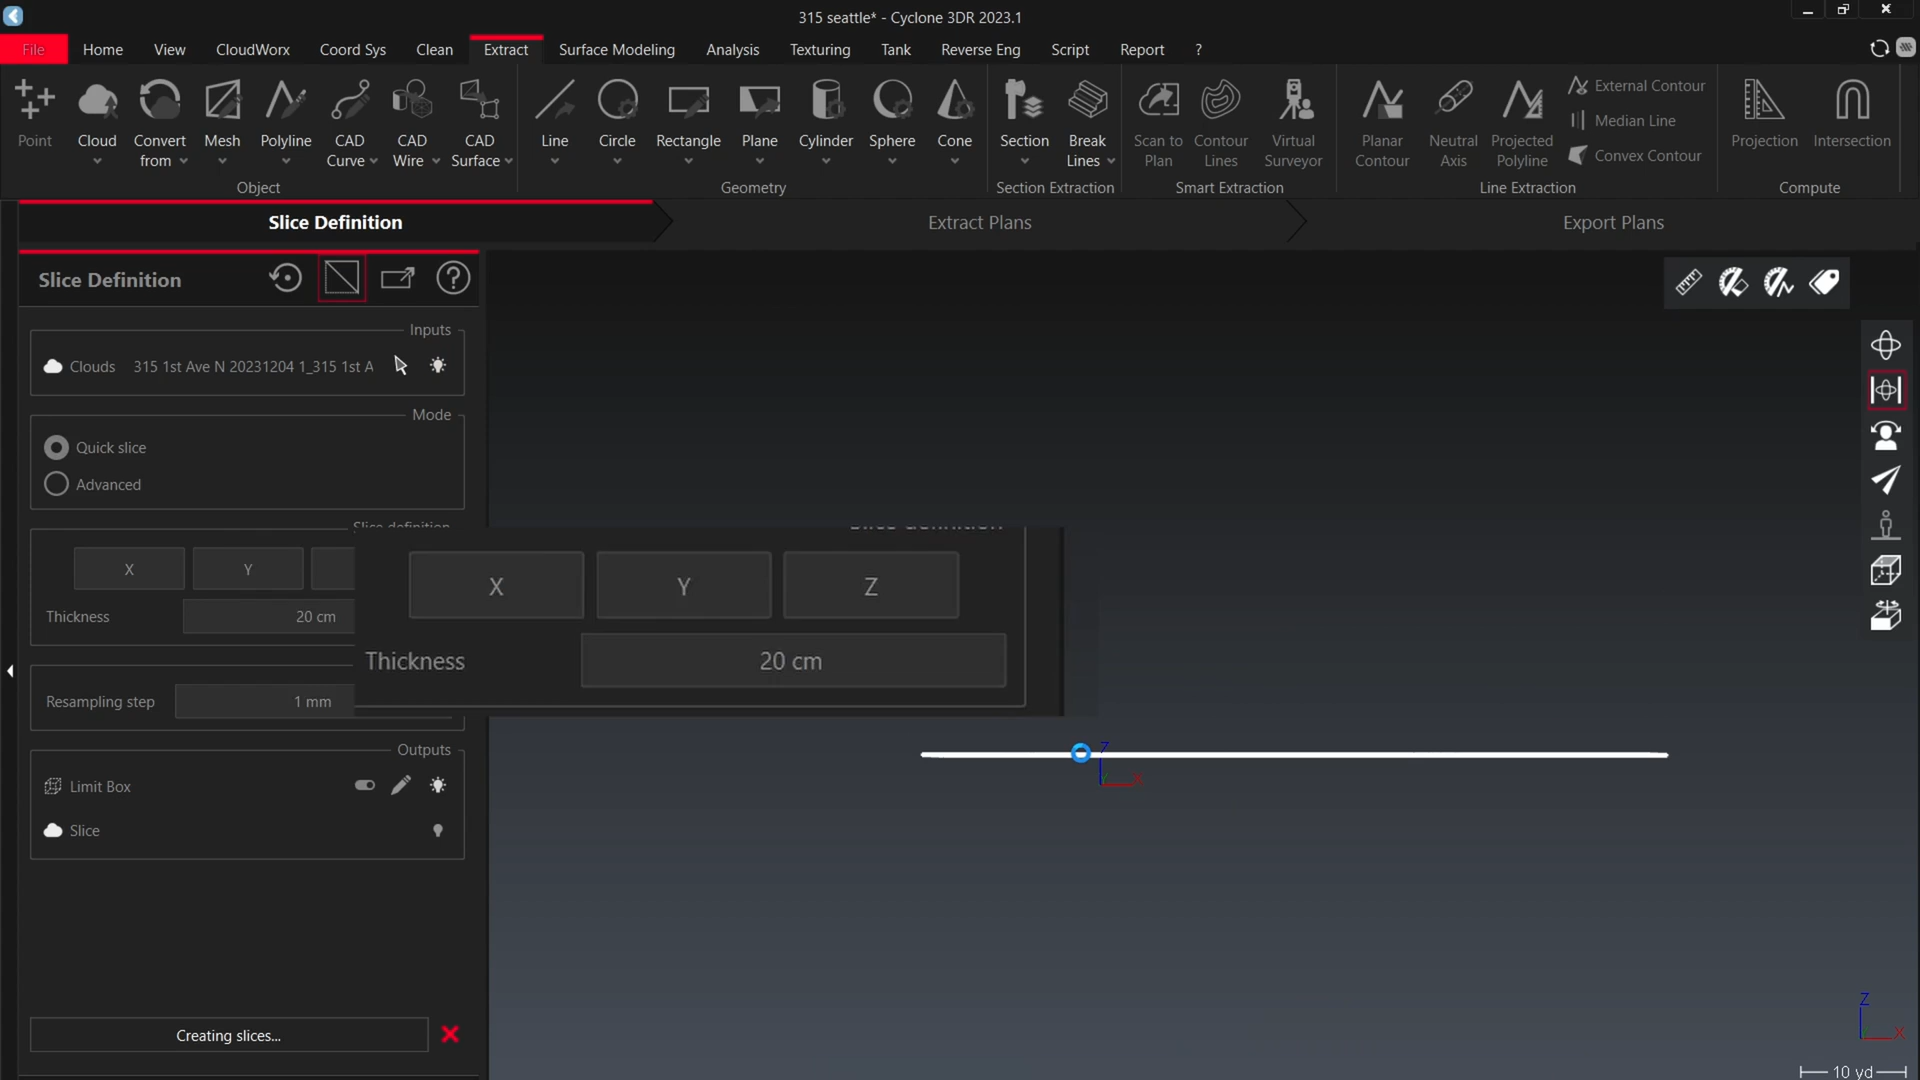 315 seattle* - Cyclone 3DR 2023.1
File Home View CloudWorx Coord Sys Clean Extract Surface Modeling Analysis Texturing Tank Reverse Eng Script Report ?
Point
Cloud
Convert from
Mesh
Polyline
CAD Curve
CAD Wire
CAD Surface
Object
Line
Circle
Rectangle
Plane
Cylinder
Sphere
Cone
Geometry
Section
Break Lines
Section Extraction
Scan to Plan
Contour Lines
Virtual Surveyor
Smart Extraction
Planar Contour
Neutral Axis
Projected Polyline
External Contour
Median Line
Convex Contour
Line Extraction
Projection
Intersection
Compute
Slice Definition
Extract Plans
Export Plans
Slice Definition
Inputs
Clouds 315 1st Ave N 20231204 1_315 1st A
Mode
Quick slice
Advanced
Slice definition
X Y
Thickness 20 cm
Slice definition
X Y Z
Thickness 20 cm
Resampling step 1 mm
Outputs
Limit Box
Slice
Creating slices...
Z
X
Z
X
10 yd